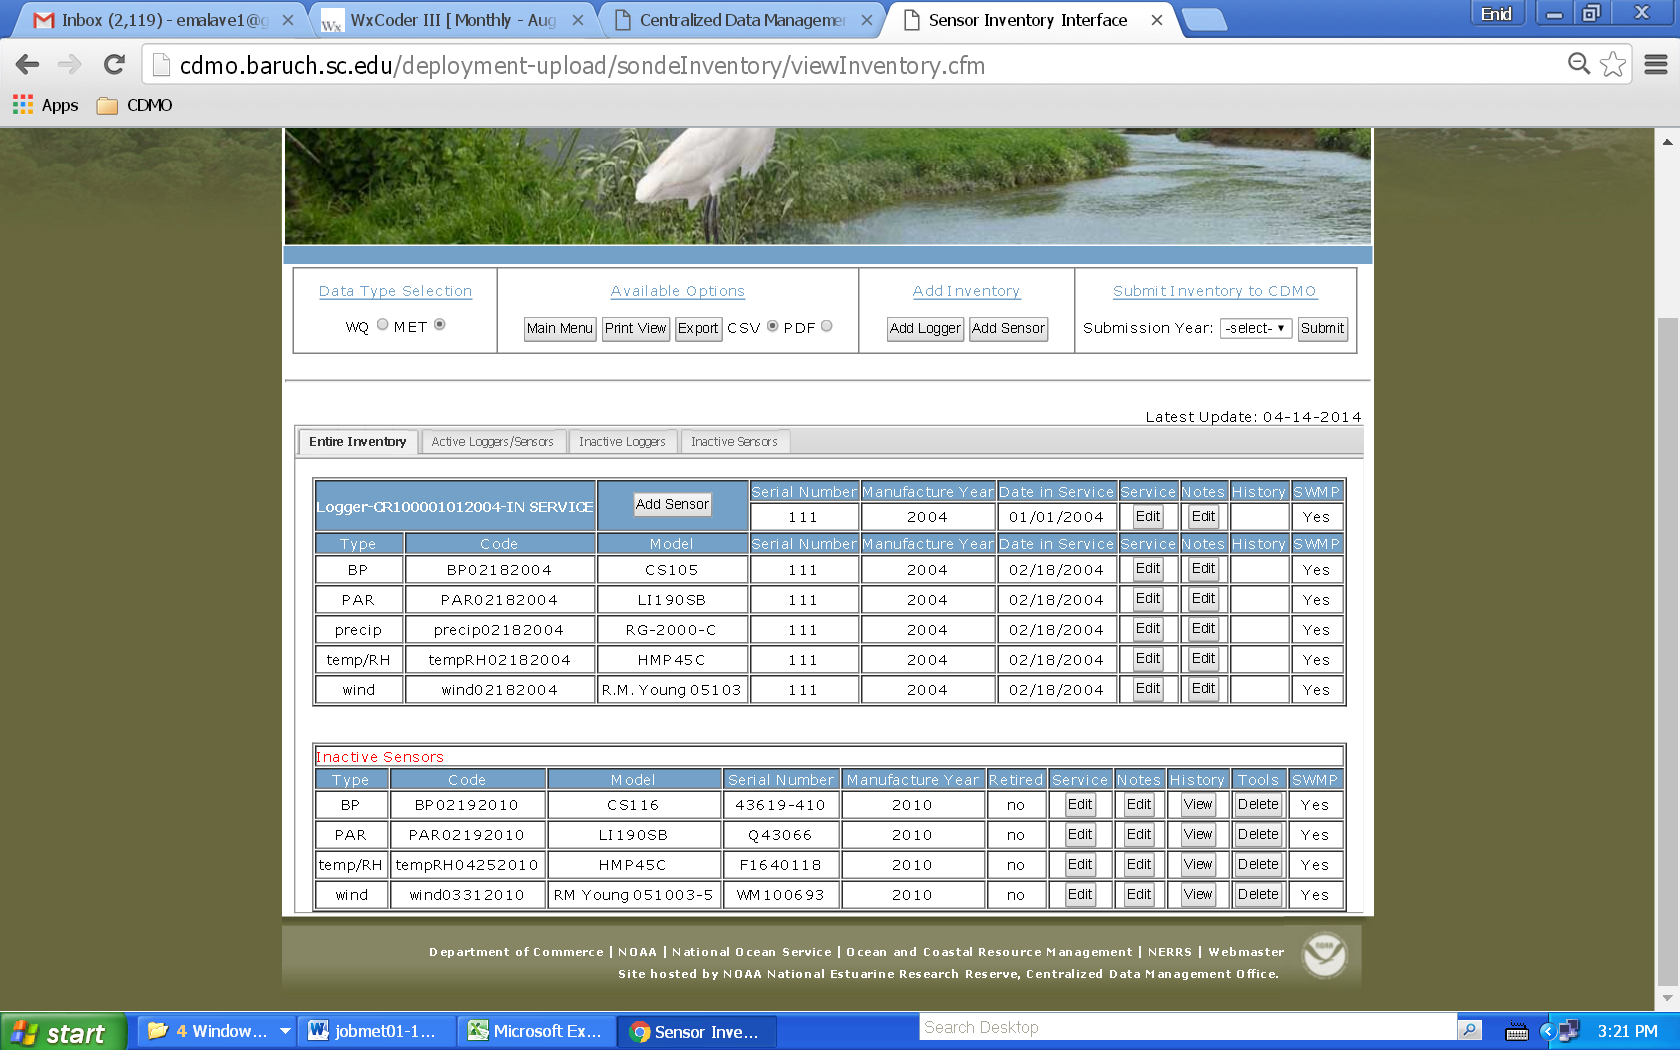 Inbox (2,119) - emalave1@g
WxCoder III [ Monthly - Aug
Centralized Data Managemer
Sensor Inventory Interface
Enid
cdmo.baruch.sc.edu/deployment-upload/sondeInventory/viewInventory.cfm
Apps CDMO
Data Type Selection Available Options Add Inventory Submit Inventory to CDMO
WQ MET Main Menu Print View Export CSV PDF Add Logger Add Sensor Submission Year: -select- Submit
Latest Update: 04-14-2014
Entire Inventory Active Loggers/Sensors Inactive Loggers Inactive Sensors
Logger-CR100001012004-IN SERVICE Add Sensor Serial Number Manufacture Year Date in Service Service Notes History SWMP
111 2004 01/01/2004 Edit Edit Yes
Type Code Model Serial Number Manufacture Year Date in Service Service Notes History SWMP
BP BP02182004 CS105 111 2004 02/18/2004 Edit Edit Yes
PAR PAR02182004 LI190SB 111 2004 02/18/2004 Edit Edit Yes
precip precip02182004 RG-2000-C 111 2004 02/18/2004 Edit Edit Yes
temp/RH tempRH02182004 HMP45C 111 2004 02/18/2004 Edit Edit Yes
wind wind02182004 R.M. Young 05103 111 2004 02/18/2004 Edit Edit Yes
Inactive Sensors
Type Code Model Serial Number Manufacture Year Retired Service Notes History Tools SWMP
BP BP02192010 CS116 43619-410 2010 no Edit Edit View Delete Yes
PAR PAR02192010 LI190SB Q43066 2010 no Edit Edit View Delete Yes
temp/RH tempRH04252010 HMP45C F1640118 2010 no Edit Edit View Delete Yes
wind wind03312010 RM Young 051003-5 WM100693 2010 no Edit Edit View Delete Yes
Department of Commerce | NOAA | National Ocean Service | Ocean and Coastal Resource Management | NERRS | Webmaster
Site hosted by NOAA National Estuarine Research Reserve, Centralized Data Management Office.
NOAA
start 4 Window... jobmet01-1... Microsoft Ex... Sensor Inve... Search Desktop 3:21 PM